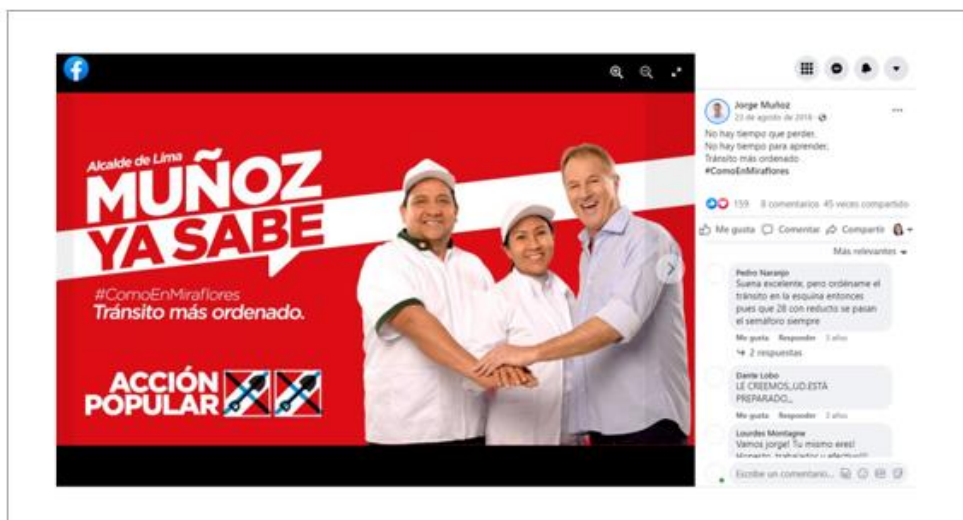 Alcalde de Lima
MUÑOZ
YA SABE
#ComoEnMiraflores
Tránsito más ordenado.
ACCIÓN
POPULAR
Jorge Muñoz
23 de agosto de 2018
No hay tiempo que perder,
No hay tiempo para aprender,
Tránsito más ordenado
#ComoEnMiraflores
159 8 comentarios 45 veces compartido
Me gusta Comentar Compartir
Más relevantes
Pedro Naranjo
Suena excelente, pero ordéname el
tránsito en la esquina entonces
pues que 28 con reducto se pasan
el semáforo siempre
Me gusta Responder 3 años
2 respuestas
Dante Lobo
LE CREEMOS,,UD.ESTÁ
PREPARADO,,,
Me gusta Responder 3 años
Lourdes Montagne
Vamos jorge! Tu mismo eres!
Honesto, trabajador y efectivo!!!
Escribe un comentario...